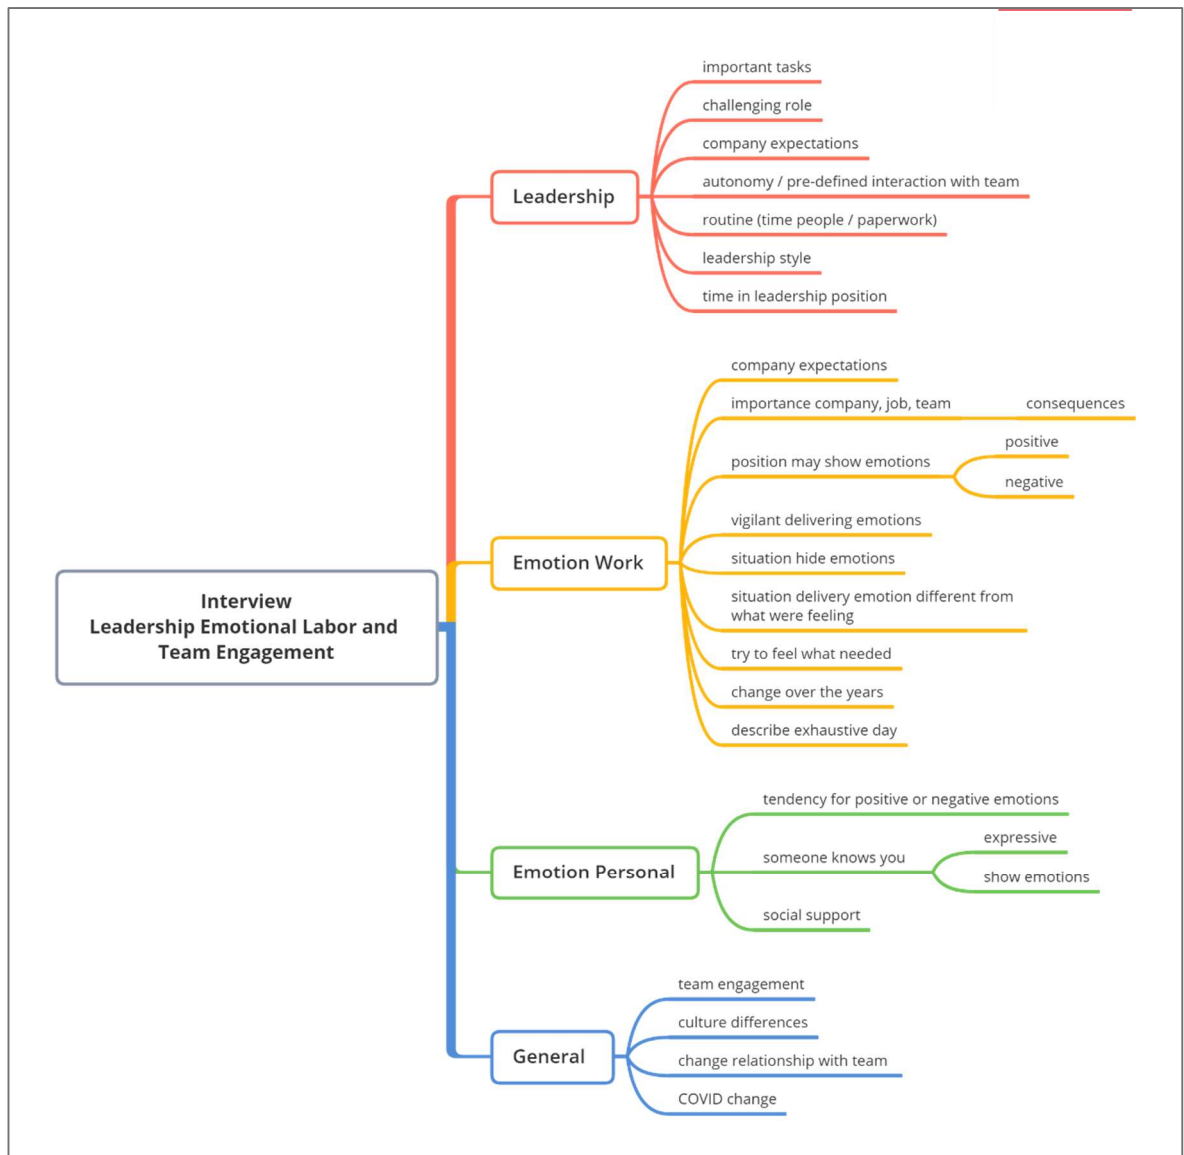 Interview
Leadership Emotional Labor and
Team Engagement
Leadership
important tasks
challenging role
company expectations
autonomy / pre-defined interaction with team
routine (time people / paperwork)
leadership style
time in leadership position
Emotion Work
company expectations
importance company, job, team
consequences
position may show emotions
positive
negative
vigilant delivering emotions
situation hide emotions
situation delivery emotion different from
what were feeling
try to feel what needed
change over the years
describe exhaustive day
Emotion Personal
tendency for positive or negative emotions
someone knows you
expressive
show emotions
social support
General
team engagement
culture differences
change relationship with team
COVID change